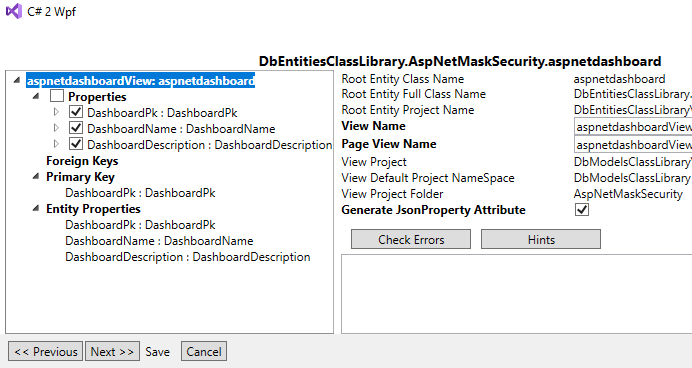 C# 2 Wpf
DbEntitiesClassLibrary.AspNetMaskSecurity.aspnetdashboard
aspnetdashboardView: aspnetdashboard
Properties
DashboardPk : DashboardPk
DashboardName : DashboardName
DashboardDescription : DashboardDescription
Foreign Keys
Primary Key
DashboardPk : DashboardPk
Entity Properties
DashboardPk : DashboardPk
DashboardName : DashboardName
DashboardDescription : DashboardDescription
Root Entity Class Name aspnetdashboard
Root Entity Full Class Name DbEntitiesClassLibrary.
Root Entity Project Name
View Name aspnetdashboardView
Page View Name aspnetdashboardView
View Project
View Default Project NameSpace DbModelsClassLibrary
View Project Folder AspNetMaskSecurity
Generate JsonProperty Attribute
Check Errors Hints
<< Previous Next >> Save Cancel